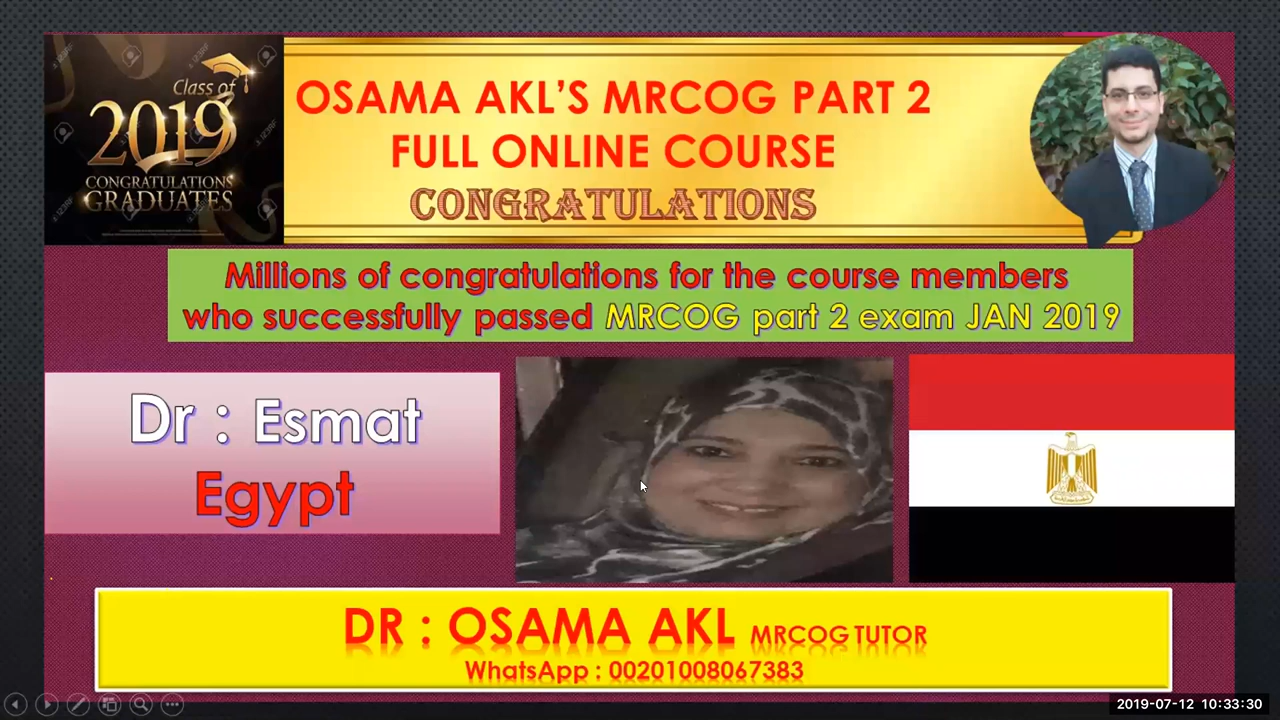 Class of
2019
CONGRATULATIONS
GRADUATES
OSAMA AKL'S MRCOG PART 2
FULL ONLINE COURSE
CONGRATULATIONS
Millions of congratulations for the course members
who successfully passed MRCOG part 2 exam JAN 2019
Dr : Esmat
Egypt
DR : OSAMA AKL MRCOG TUTOR
WhatsApp : 00201008067383
2019-07-12 10:33:30